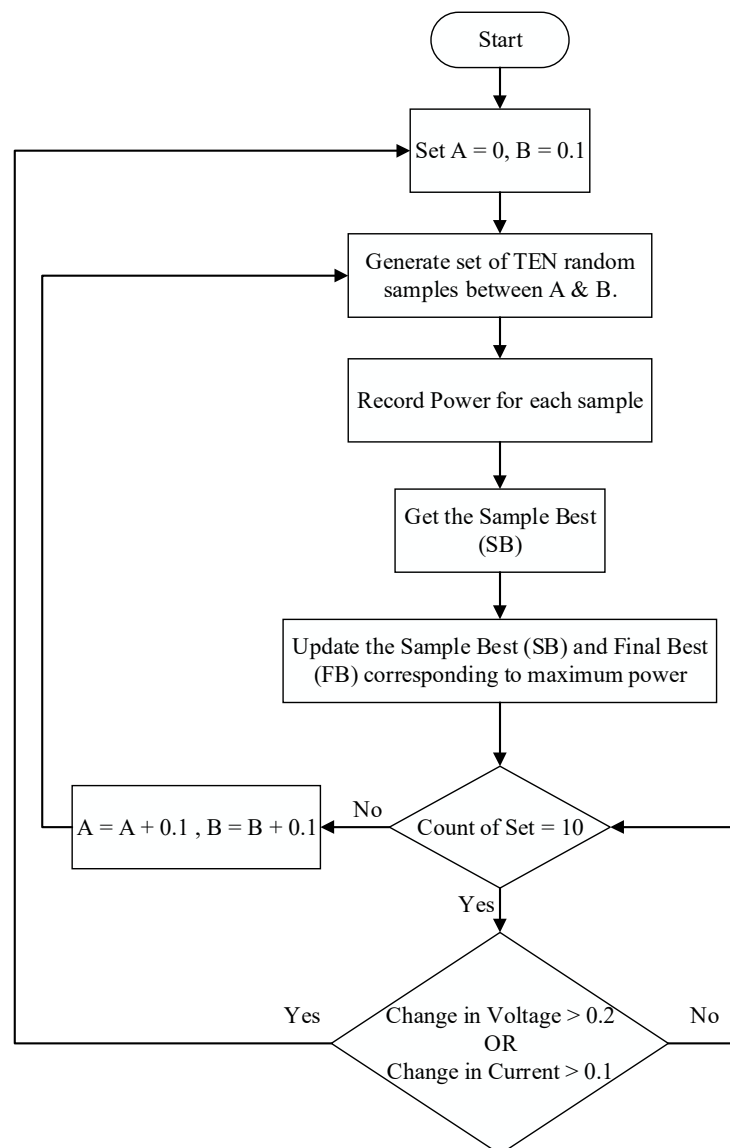 Start
Set A = 0, B = 0.1
Generate set of TEN random
samples between A & B.
Record Power for each sample
Get the Sample Best
(SB)
Update the Sample Best (SB) and Final Best
(FB) corresponding to maximum power
A = A + 0.1 , B = B + 0.1
No
Count of Set = 10
Yes
Yes
Change in Voltage > 0.2
OR
Change in Current > 0.1
No